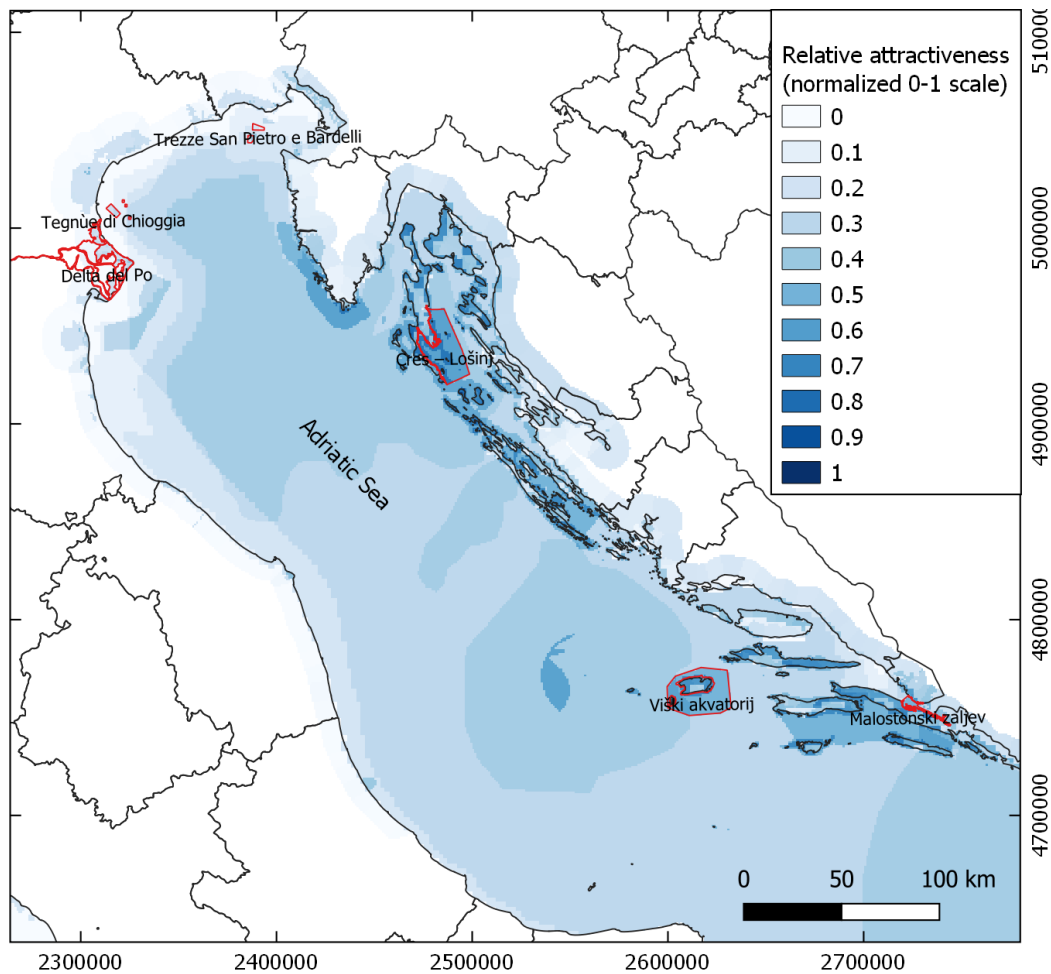 Relative attractiveness
(normalized 0-1 scale)
0
0.1
0.2
0.3
0.4
0.5
0.6
0.7
0.8
0.9
1
Trezze San Pietro e Bardelli
Tegnùe di Chioggia
Delta del Po
Cres – Lošinj
Adriatic Sea
Viški akvatorij
Malostonski zaljev
0 50 100 km
2300000 2400000 2500000 2600000 2700000
5100000
5000000
4900000
4800000
4700000